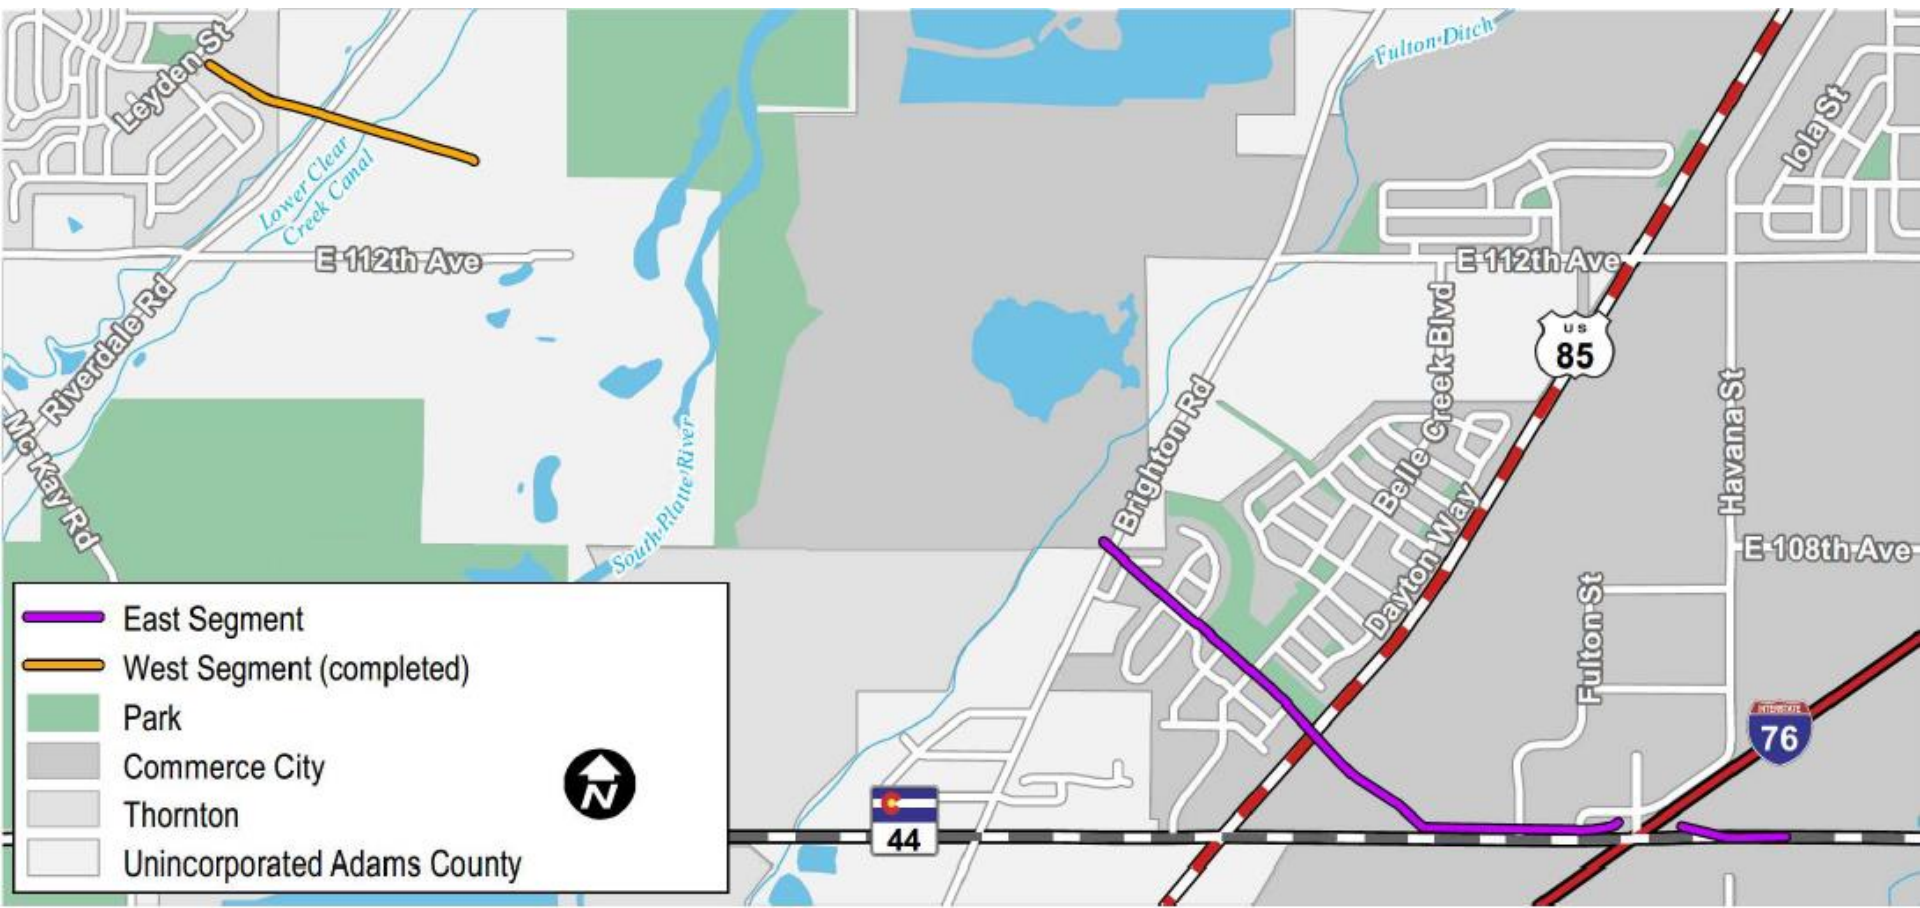 Leyden St
Fulton Ditch
Iola St
Lower Clear
Creek Canal
E 112th Ave
E 112th Ave
Riverdale Rd
Belle Creek Blvd
US
85
Mc Kay Rd
Brighton Rd
Havana St
South Platte River
Dayton Way
E 108th Ave
Fulton St
East Segment
West Segment (completed)
Park
Commerce City
Thornton
Unincorporated Adams County
N
44
INTERSTATE
76